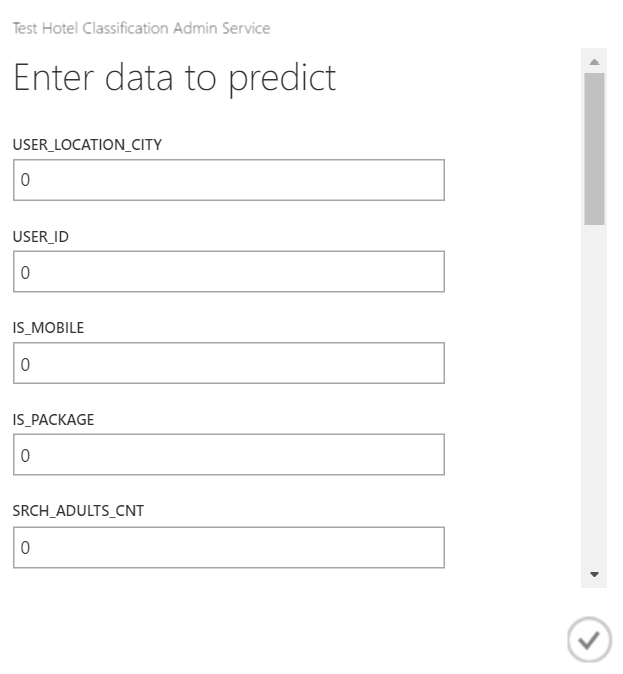 Test Hotel Classification Admin Service
Enter data to predict
USER_LOCATION_CITY
0
USER_ID
0
IS_MOBILE
0
IS_PACKAGE
0
SRCH_ADULTS_CNT
0